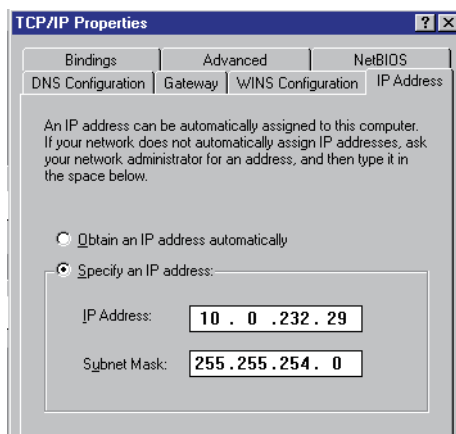 TCP/IP Properties ? ×
Bindings Advanced NetBIOS
DNS Configuration Gateway WINS Configuration IP Address
An IP address can be automatically assigned to this computer.
If your network does not automatically assign IP addresses, ask
your network administrator for an address, and then type it in
the space below.
Obtain an IP address automatically
Specify an IP address:
IP Address: 10 . 0 .232. 29
Subnet Mask: 255.255.254. 0